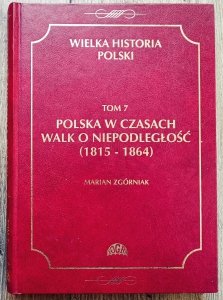 WIELKA HISTORIA
POLSKI
TOM 7
POLSKA W CZASACH
WALK O NIEPODLEGŁOŚĆ
(1815 - 1864)
MARIAN ZGÓRNIAK